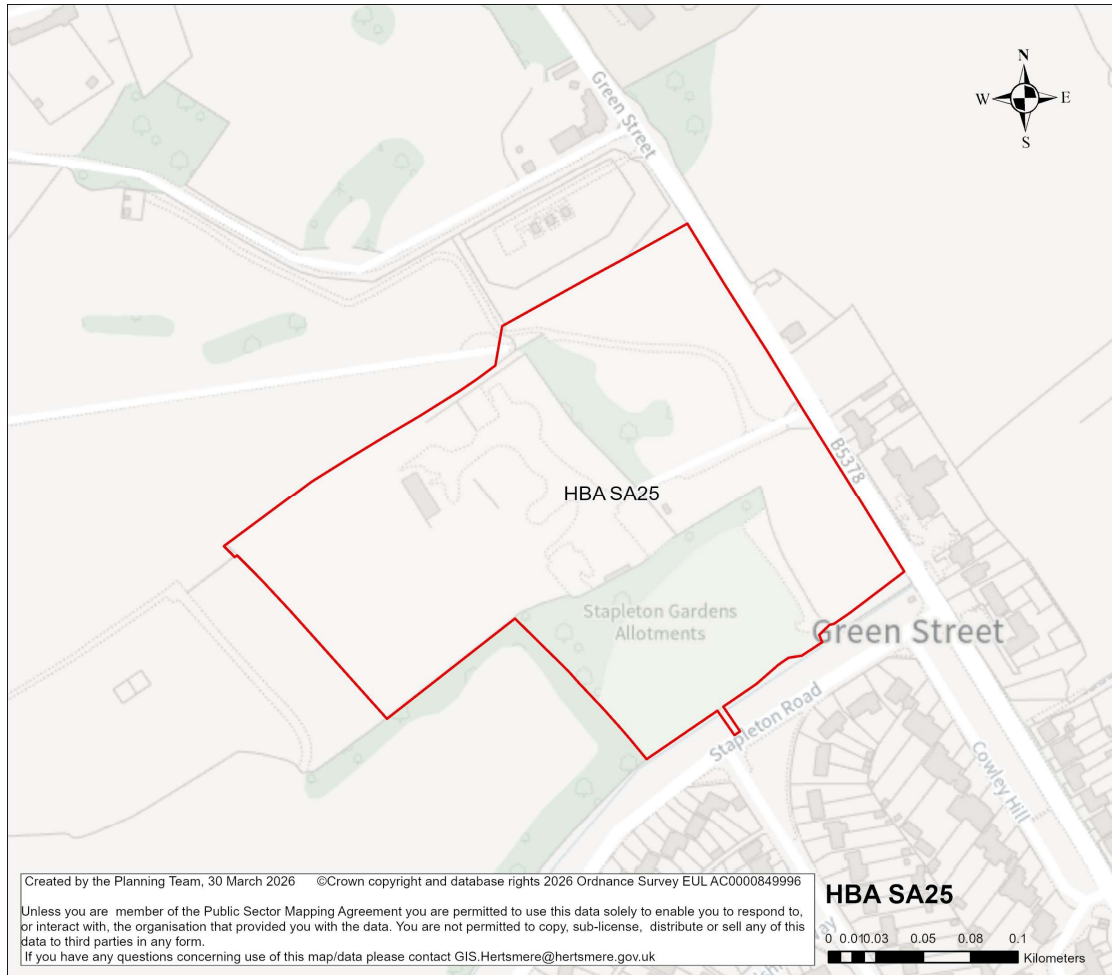 N
W
E
S
Green Street
B5378
HBA SA25
Stapleton Gardens
Allotments
Green Street
Stapleton Road
Cowley Hill
Created by the Planning Team, 30 March 2026 ©Crown copyright and database rights 2026 Ordnance Survey EUL AC0000849996
Unless you are member of the Public Sector Mapping Agreement you are permitted to use this data solely to enable you to respond to,
or interact with, the organisation that provided you with the data. You are not permitted to copy, sub-license, distribute or sell any of this
data to third parties in any form.
If you have any questions concerning use of this map/data please contact GIS.Hertsmere@hertsmere.gov.uk
HBA SA25
0 0.01 0.03 0.05 0.08 0.1
Kilometers